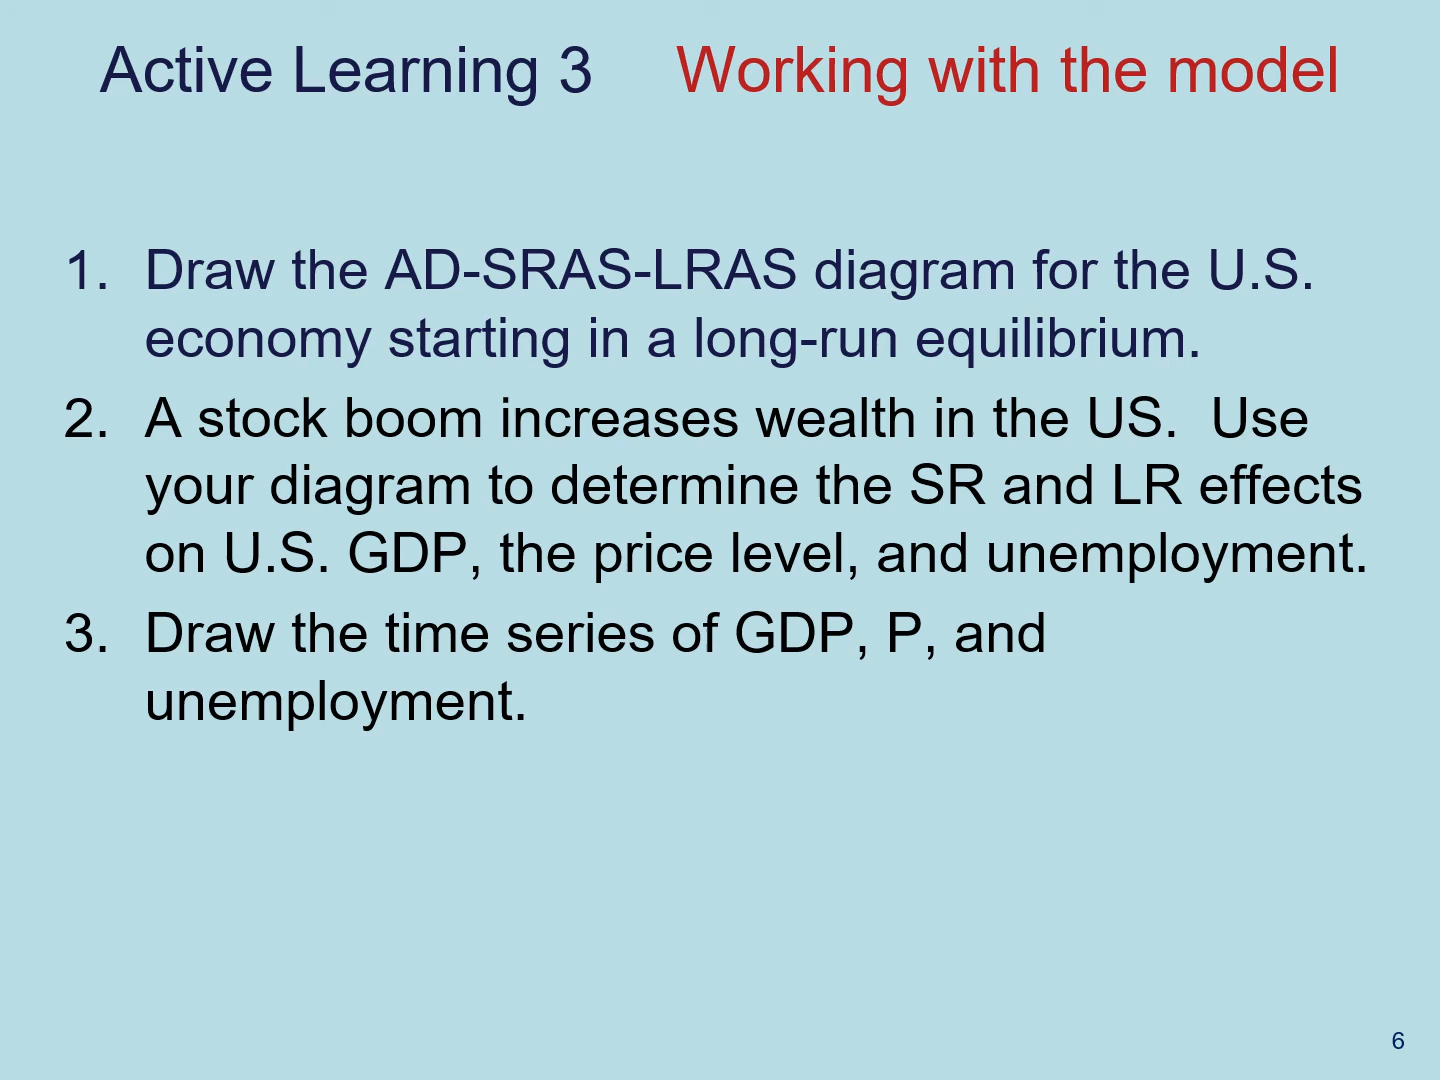 Active Learning 3 Working with the model
1. Draw the AD-SRAS-LRAS diagram for the U.S.
economy starting in a long-run equilibrium.
2. A stock boom increases wealth in the US. Use
your diagram to determine the SR and LR effects
on U.S. GDP, the price level, and unemployment.
3. Draw the time series of GDP, P, and
unemployment.
6